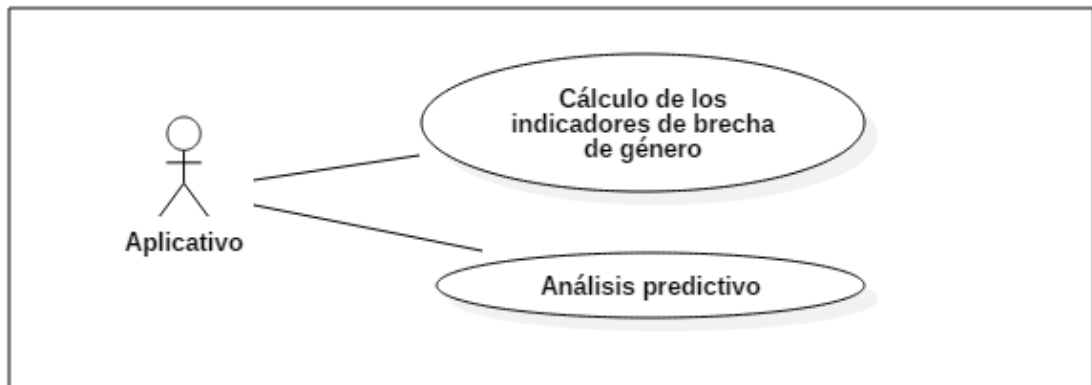 Cálculo de los
indicadores de brecha
de género
Aplicativo
Análisis predictivo